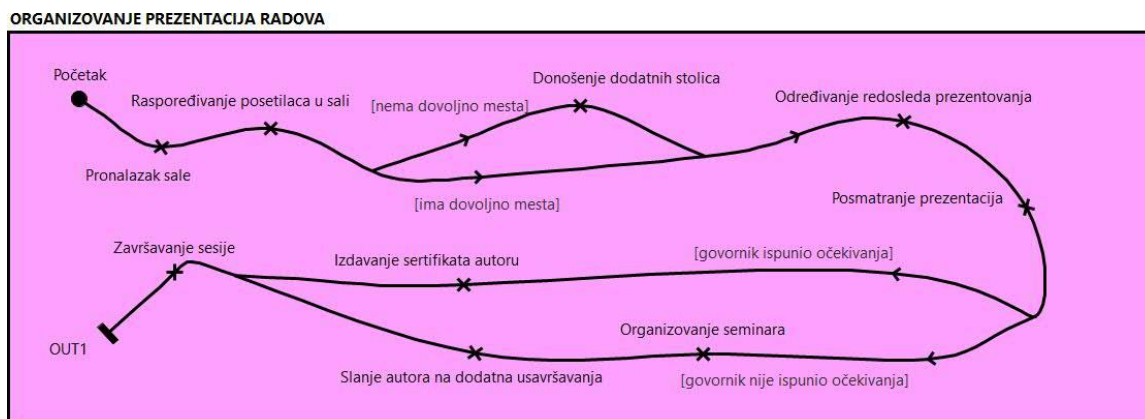 ORGANIZOVANJE PREZENTACIJA RADOVA
Početak
Raspoređivanje posetilaca u sali
Pronalazak sale
[nema dovoljno mesta]
Donošenje dodatnih stolica
[ima dovoljno mesta]
Određivanje redosleda prezentovanja
Posmatranje prezentacija
[govornik ispunio očekivanja]
Izdavanje sertifikata autoru
Završavanje sesije
OUT1
Organizovanje seminara
[govornik nije ispunio očekivanja]
Slanje autora na dodatna usavršavanja